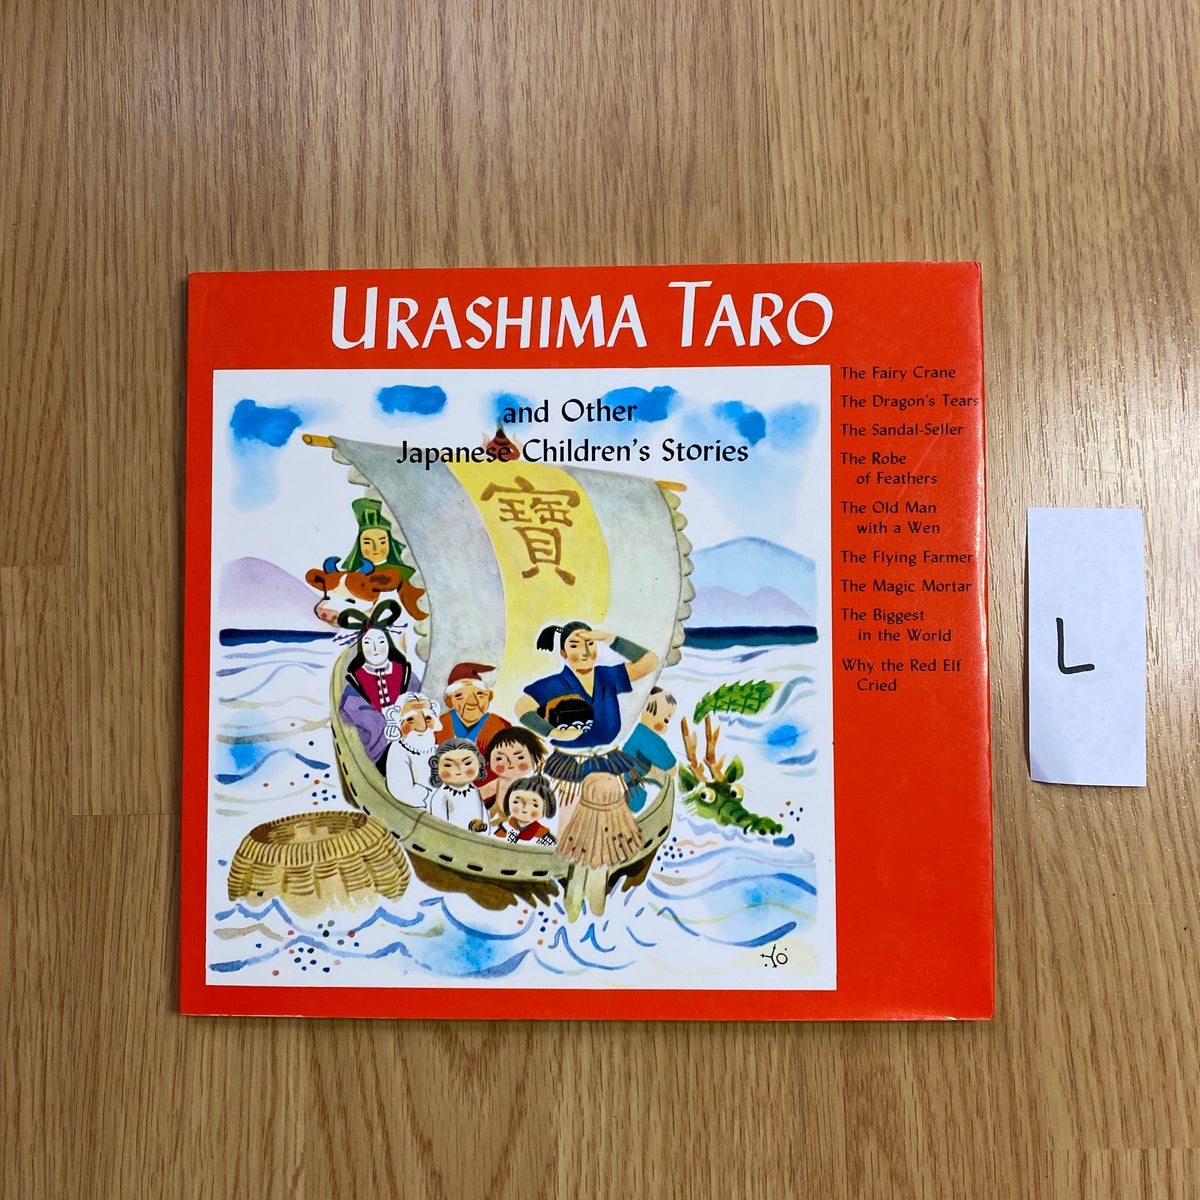 URASHIMA TARO
and Other
Japanese Children's Stories
寶
The Fairy Crane
The Dragon's Tears
The Sandal-Seller
The Robe
of Feathers
The Old Man
with a Wen
The Flying Farmer
The Magic Mortar
The Biggest
in the World
Why the Red Elf
Cried
Yo
L